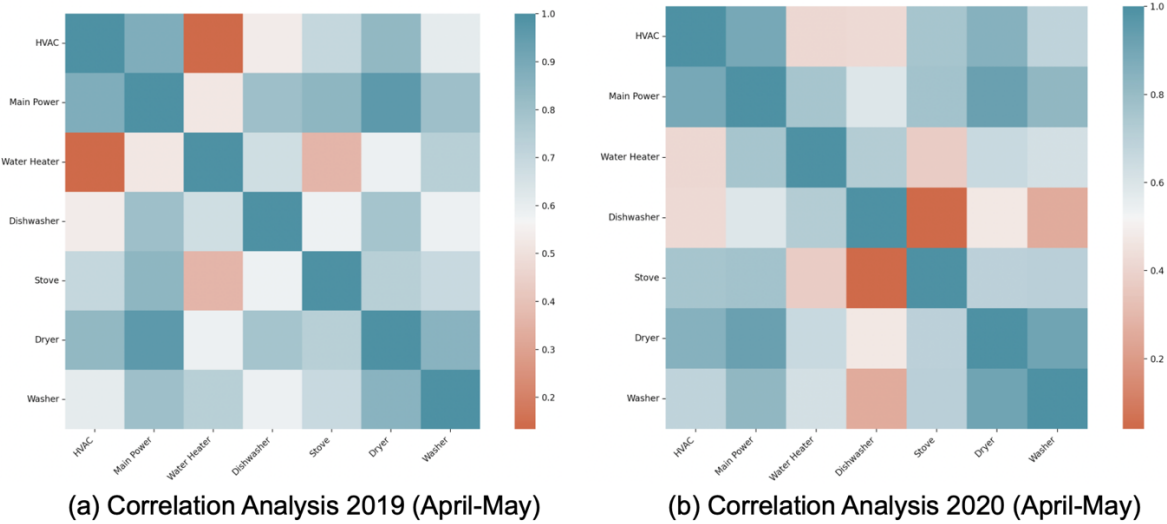 HVAC
Main Power
Water Heater
Dishwasher
Stove
Dryer
Washer
HVAC
Main Power
Water Heater
Dishwasher
Stove
Dryer
Washer
1.0
0.9
0.8
0.7
0.6
0.5
0.4
0.3
0.2
(a) Correlation Analysis 2019 (April-May)
HVAC
Main Power
Water Heater
Dishwasher
Stove
Dryer
Washer
HVAC
Main Power
Water Heater
Dishwasher
Stove
Dryer
Washer
1.0
0.8
0.6
0.4
0.2
(b) Correlation Analysis 2020 (April-May)